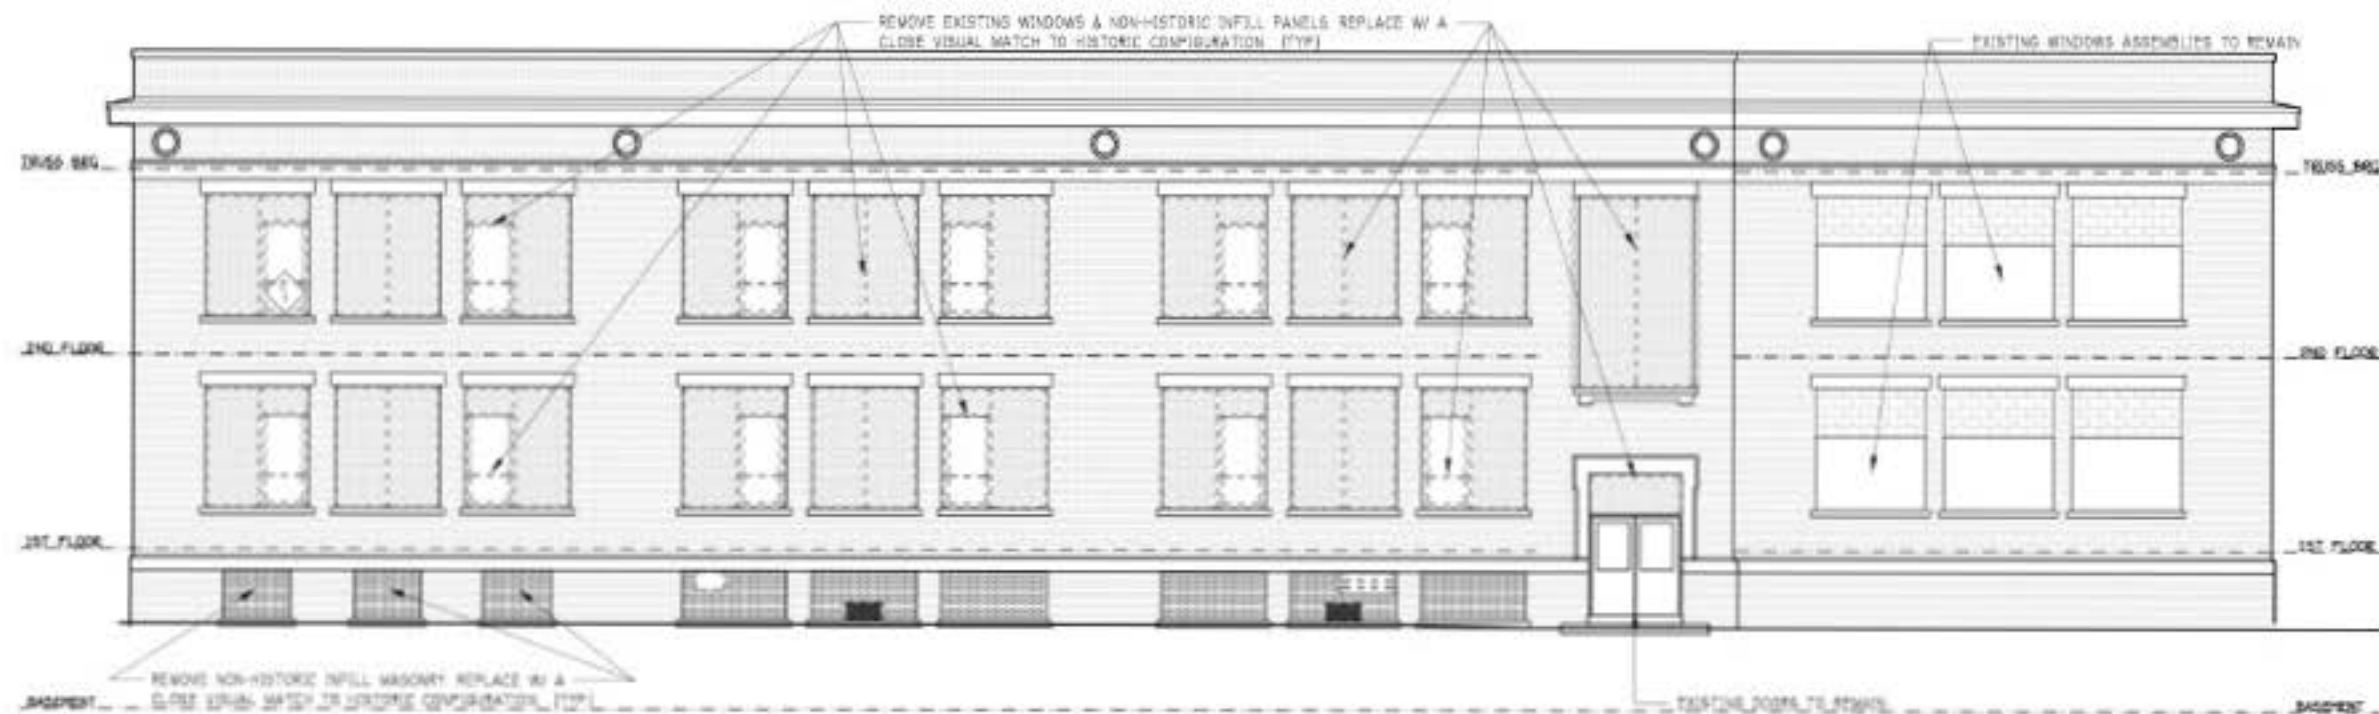 REMOVE EXISTING WINDOWS & NON-HISTORIC INFILL PANELS REPLACE W/ A
CLOSE VISUAL MATCH TO HISTORIC CONFIGURATION (TYP)
EXISTING WINDOWS ASSEMBLIES TO REMAIN
TRUSS BRG
TRUSS BRG
2ND FLOOR
2ND FLOOR
1ST FLOOR
1ST FLOOR
REMOVE NON-HISTORIC INFILL MASONRY REPLACE W/ A
CLOSE VISUAL MATCH TO HISTORIC CONFIGURATION (TYP)
EXISTING DOORS TO REMAIN
BASEMENT
BASEMENT